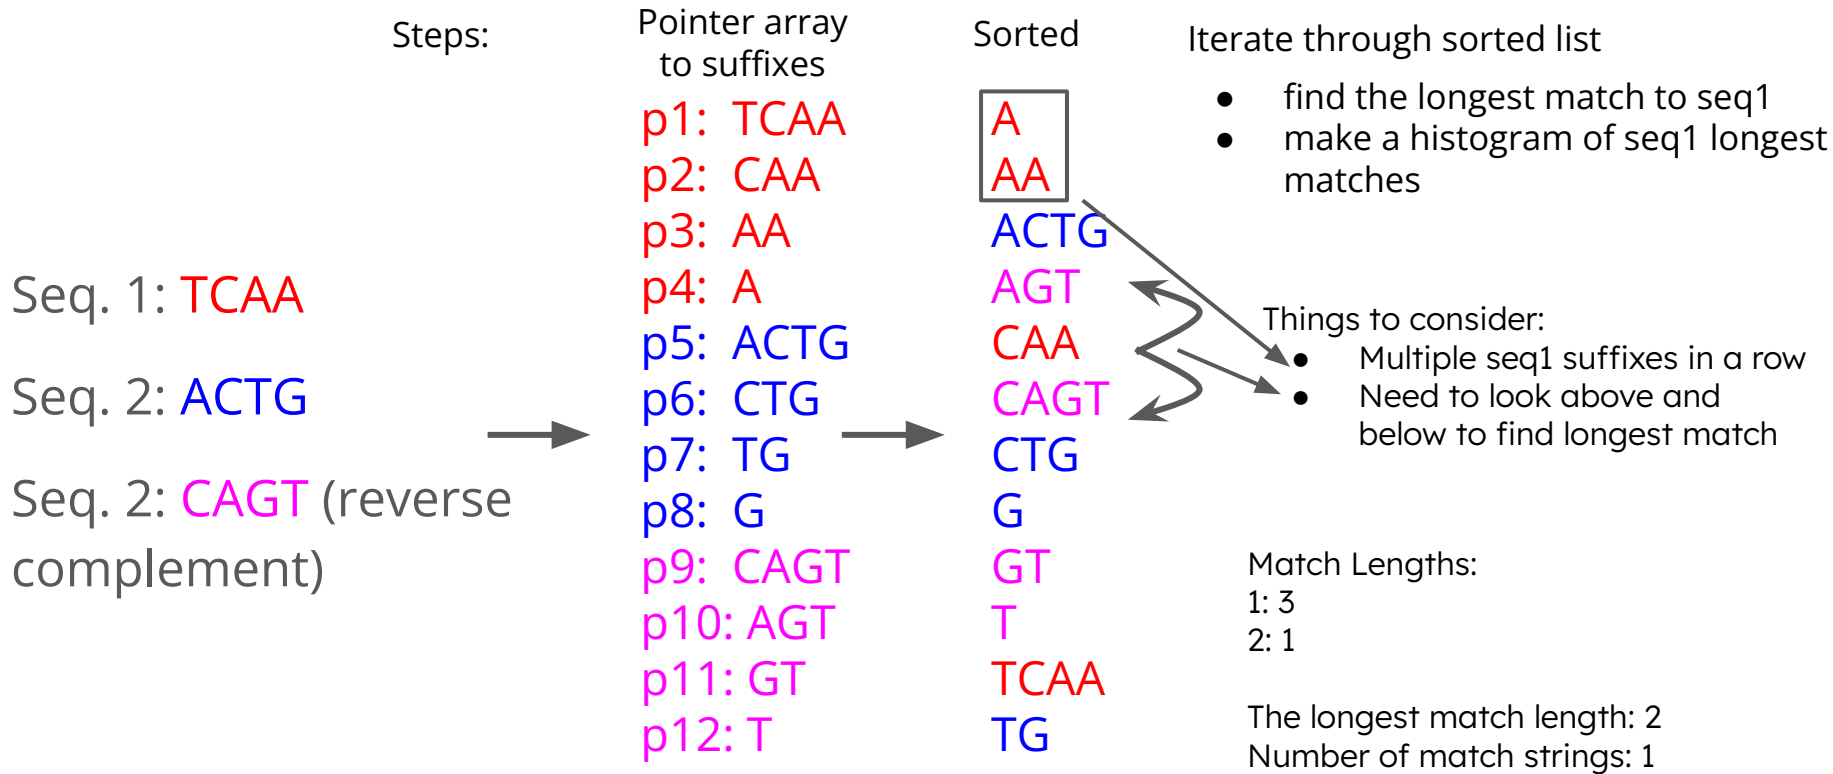 Steps:
Pointer array
to suffixes
Sorted
Iterate through sorted list
● find the longest match to seq1
● make a histogram of seq1 longest
matches
Seq. 1: TCAA
Seq. 2: ACTG
Seq. 2: CAGT (reverse
complement)
p1: TCAA
p2: CAA
p3: AA
p4: A
p5: ACTG
p6: CTG
p7: TG
p8: G
p9: CAGT
p10: AGT
p11: GT
p12: T
A
AA
ACTG
AGT
CAA
CAGT
CTG
G
GT
T
TCAA
TG
Things to consider:
● Multiple seq1 suffixes in a row
● Need to look above and
below to find longest match
Match Lengths:
1: 3
2: 1
The longest match length: 2
Number of match strings: 1